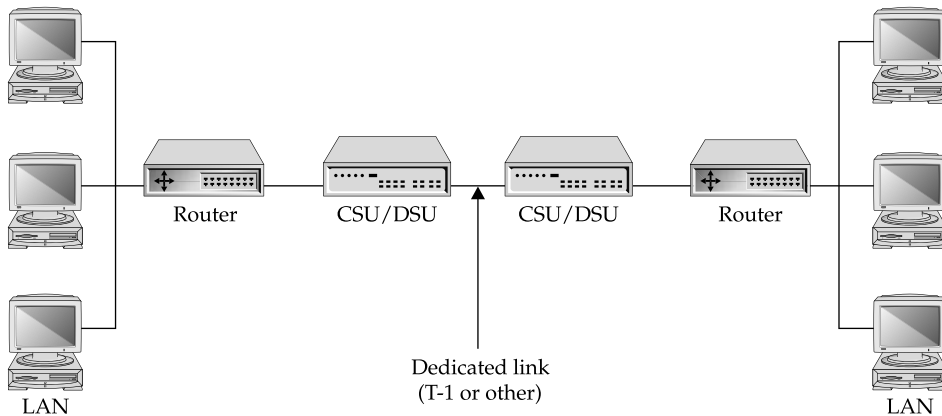 Router
CSU/DSU
CSU/DSU
Router
Dedicated link
(T-1 or other)
LAN
LAN